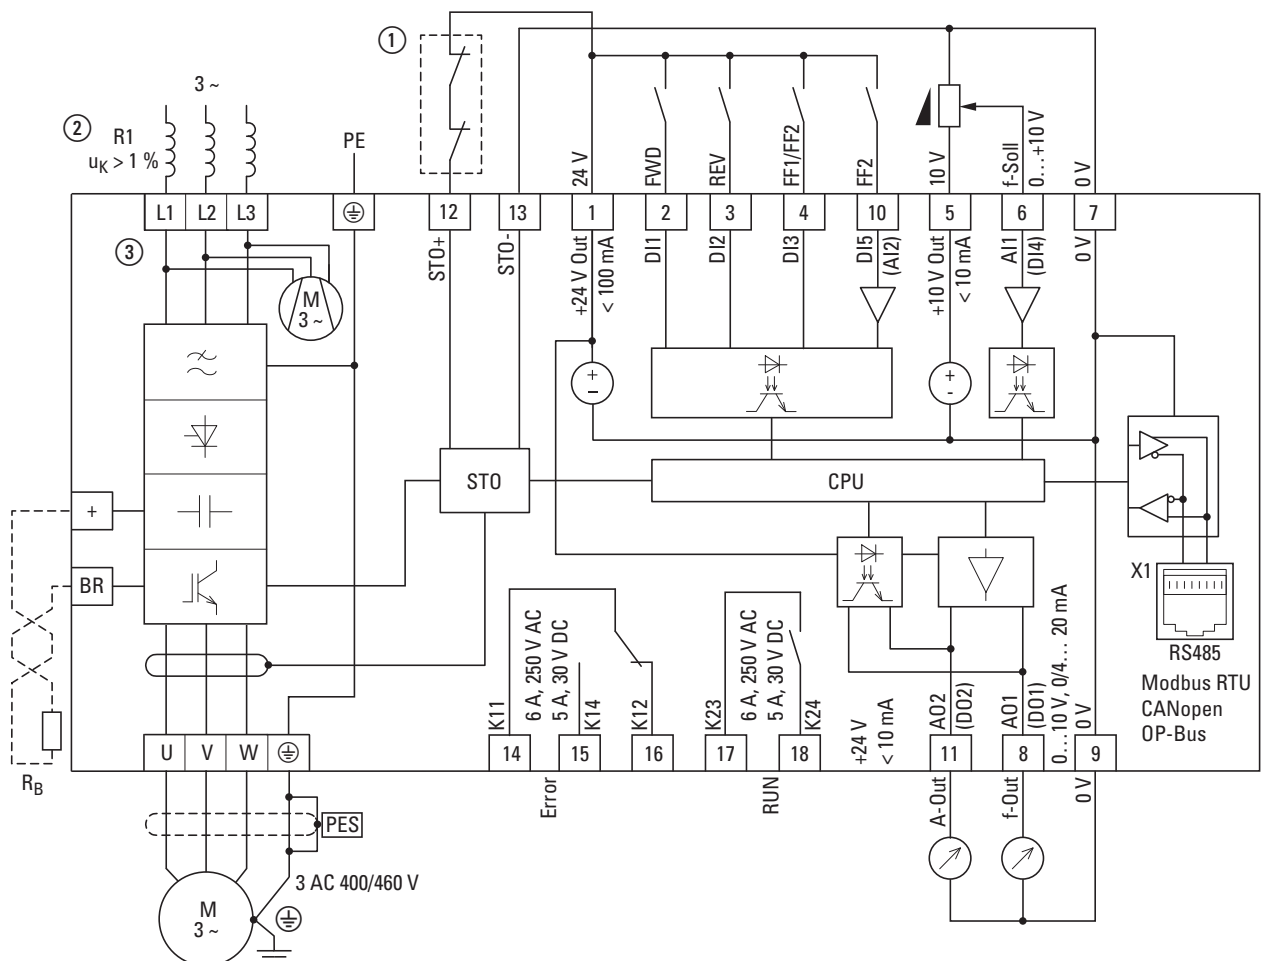 ①
3 ~
②
R1
uK > 1 %
PE
24 V
FWD
REV
FF1/FF2
FF2
10 V
f-Soll
0…+10 V
0 V
L1
L2
L3
12
13
1
2
3
4
10
5
6
7
③
STO+
STO-
+24 V Out
< 100 mA
DI1
DI2
DI3
DI5
(AI2)
+10 V Out
< 10 mA
AI1
(DI4)
0 V
M
3 ~
+
−
+
-
STO
CPU
+
BR
X1
RS485
Modbus RTU
CANopen
OP-Bus
K11
6 A, 250 V AC
5 A, 30 V DC
K14
K12
K23
6 A, 250 V AC
5 A, 30 V DC
K24
+24 V
< 10 mA
AO2
(DO2)
AO1
(DO1)
0…10 V, 0/4… 20 mA
0 V
U
V
W
14
15
16
17
18
11
8
9
RB
Error
RUN
A-Out
f-Out
0 V
PES
3 AC 400/460 V
M
3 ~